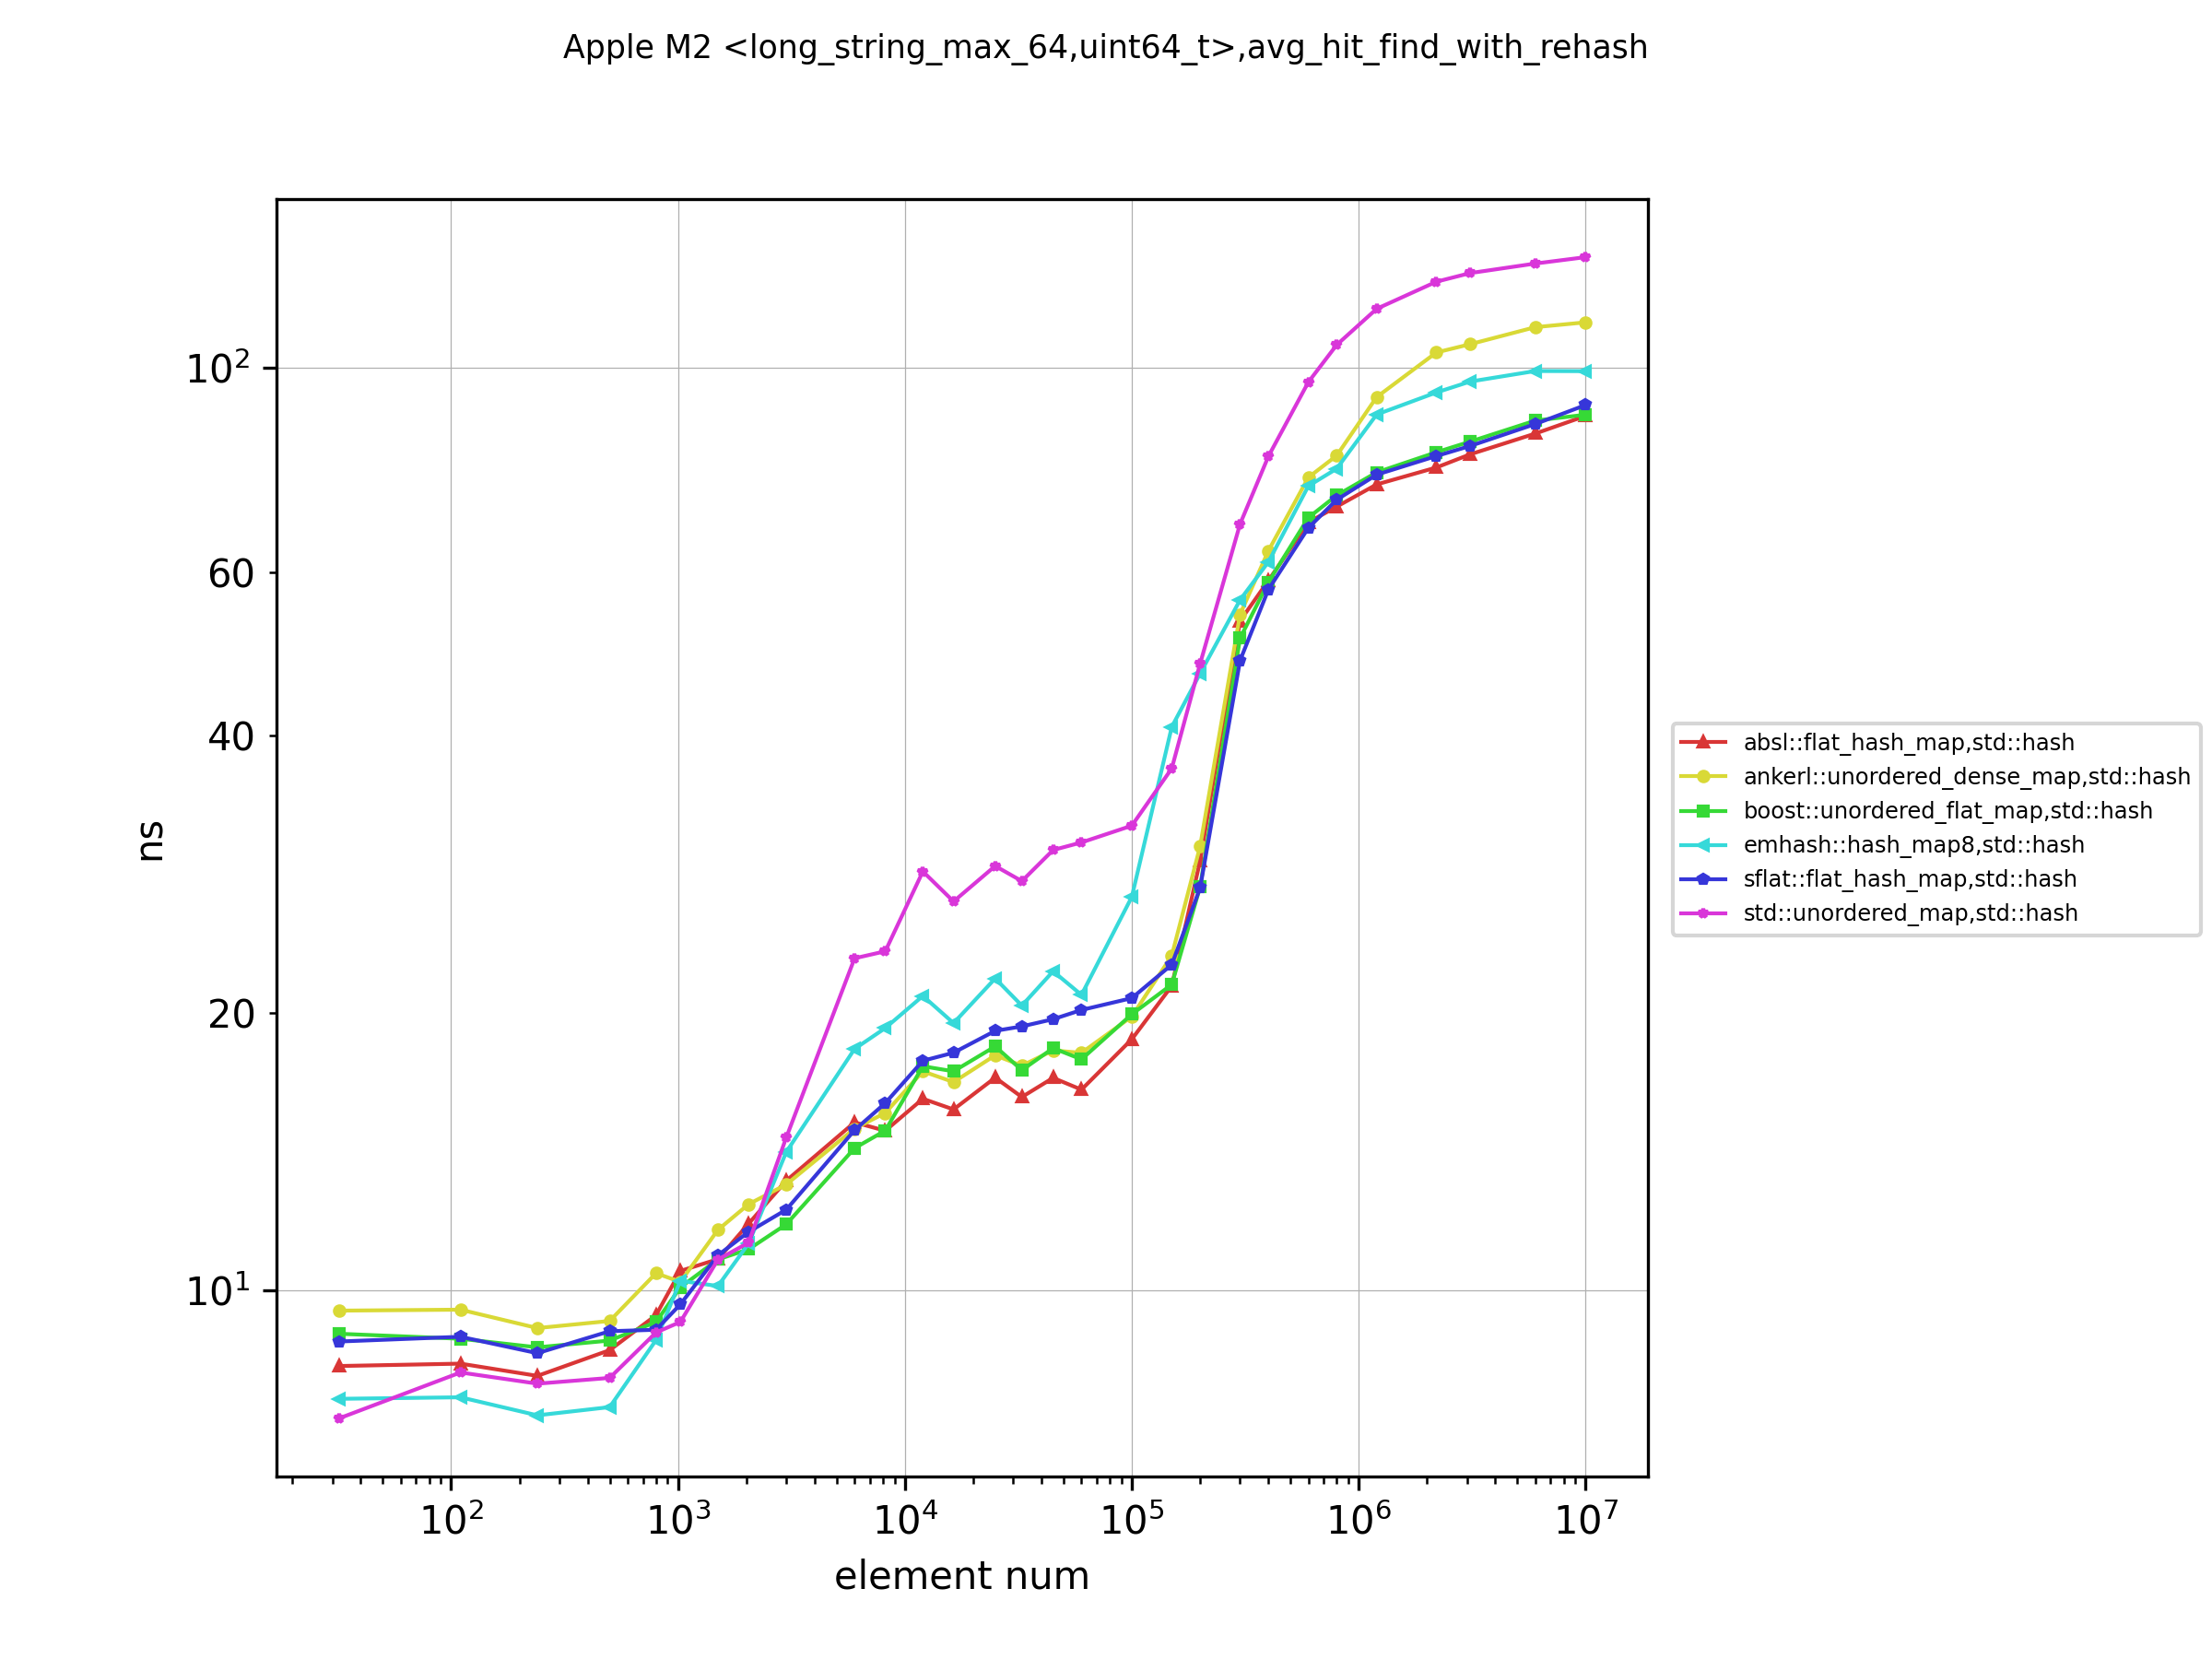 Apple M2 <long_string_max_64,uint64_t>,avg_hit_find_with_rehash
10²
60
40
20
10¹
ns
10² 10³ 10⁴ 10⁵ 10⁶ 10⁷
element num
absl::flat_hash_map,std::hash
ankerl::unordered_dense_map,std::hash
boost::unordered_flat_map,std::hash
emhash::hash_map8,std::hash
sflat::flat_hash_map,std::hash
std::unordered_map,std::hash